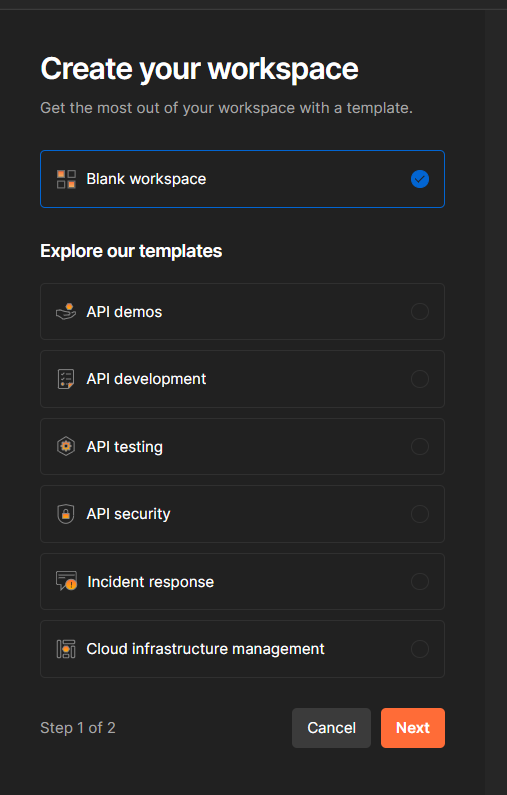 Create your workspace
Get the most out of your workspace with a template.
Blank workspace
Explore our templates
API demos
API development
API testing
API security
Incident response
Cloud infrastructure management
Step 1 of 2
Cancel
Next